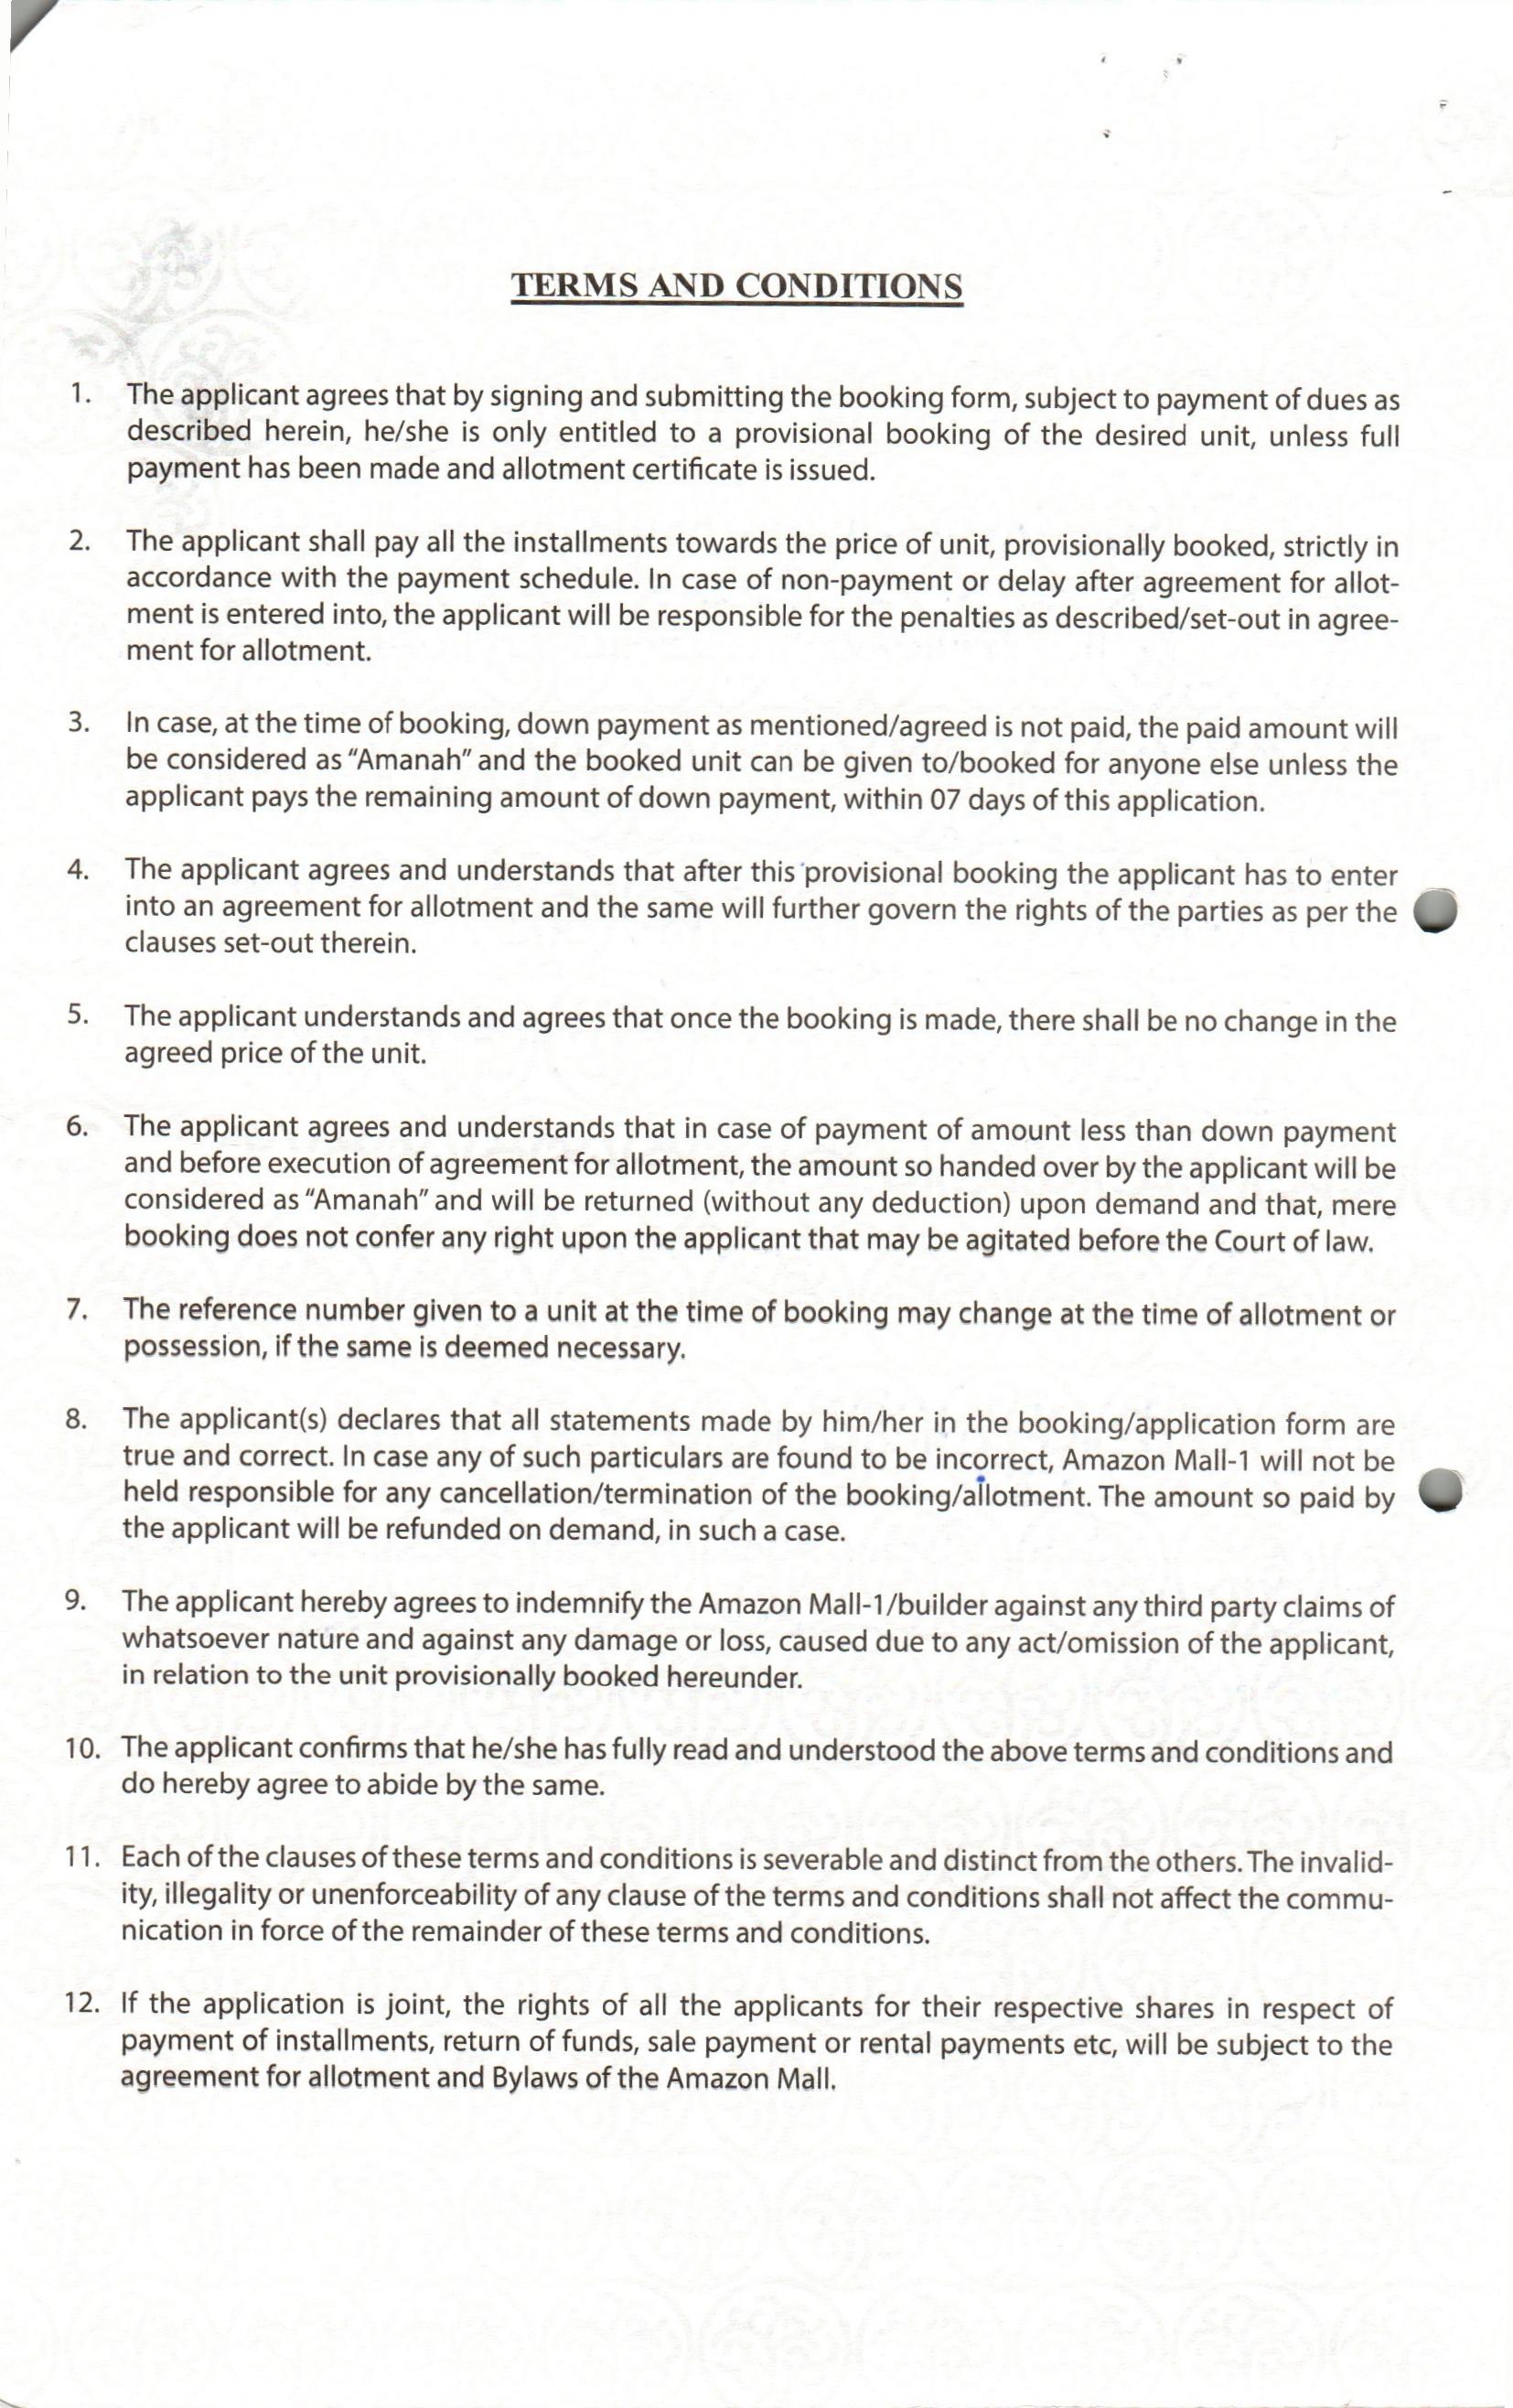 TERMS AND CONDITIONS
1. The applicant agrees that by signing and submitting the booking form, subject to payment of dues as
described herein, he/she is only entitled to a provisional booking of the desired unit, unless full
payment has been made and allotment certificate is issued.
2. The applicant shall pay all the installments towards the price of unit, provisionally booked, strictly in
accordance with the payment schedule. In case of non-payment or delay after agreement for allot-
ment is entered into, the applicant will be responsible for the penalties as described/set-out in agree-
ment for allotment.
3. In case, at the time of booking, down payment as mentioned/agreed is not paid, the paid amount will
be considered as "Amanah" and the booked unit can be given to/booked for anyone else unless the
applicant pays the remaining amount of down payment, within 07 days of this application.
4. The applicant agrees and understands that after this provisional booking the applicant has to enter
into an agreement for allotment and the same will further govern the rights of the parties as per the
clauses set-out therein.
5. The applicant understands and agrees that once the booking is made, there shall be no change in the
agreed price of the unit.
6. The applicant agrees and understands that in case of payment of amount less than down payment
and before execution of agreement for allotment, the amount so handed over by the applicant will be
considered as "Amanah" and will be returned (without any deduction) upon demand and that, mere
booking does not confer any right upon the applicant that may be agitated before the Court of law.
7. The reference number given to a unit at the time of booking may change at the time of allotment or
possession, if the same is deemed necessary.
8. The applicant(s) declares that all statements made by him/her in the booking/application form are
true and correct. In case any of such particulars are found to be incorrect, Amazon Mall-1 will not be
held responsible for any cancellation/termination of the booking/allotment. The amount so paid by
the applicant will be refunded on demand, in such a case.
9. The applicant hereby agrees to indemnify the Amazon Mall-1/builder against any third party claims of
whatsoever nature and against any damage or loss, caused due to any act/omission of the applicant,
in relation to the unit provisionally booked hereunder.
10. The applicant confirms that he/she has fully read and understood the above terms and conditions and
do hereby agree to abide by the same.
11. Each of the clauses of these terms and conditions is severable and distinct from the others. The invalid-
ity, illegality or unenforceability of any clause of the terms and conditions shall not affect the commu-
nication in force of the remainder of these terms and conditions.
12. If the application is joint, the rights of all the applicants for their respective shares in respect of
payment of installments, return of funds, sale payment or rental payments etc, will be subject to the
agreement for allotment and Bylaws of the Amazon Mall.